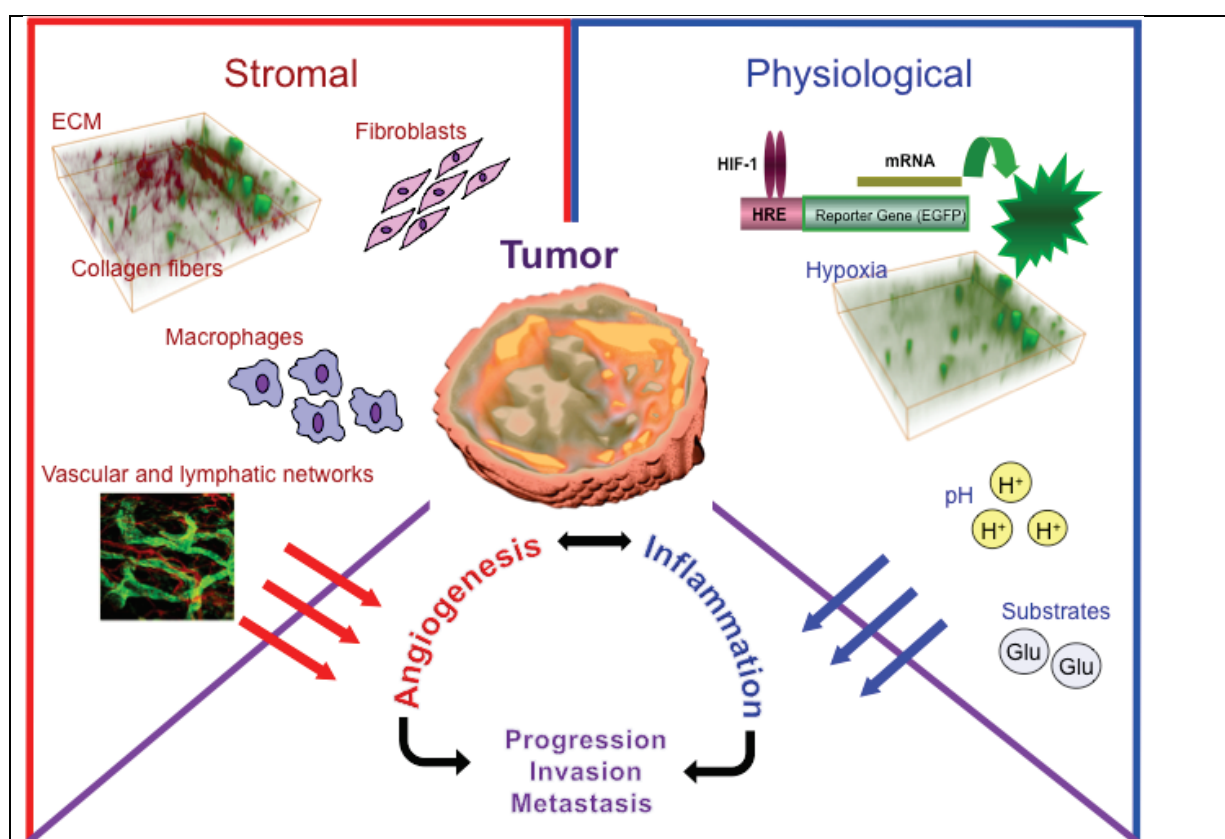 Stromal
ECM
Fibroblasts
Collagen fibers
Macrophages
Vascular and lymphatic networks
Physiological
HIF-1
mRNA
HRE
Reporter Gene (EGFP)
Hypoxia
pH
H+
H+
H+
Substrates
Glu
Glu
Tumor
Angiogenesis
Inflammation
Progression
Invasion
Metastasis